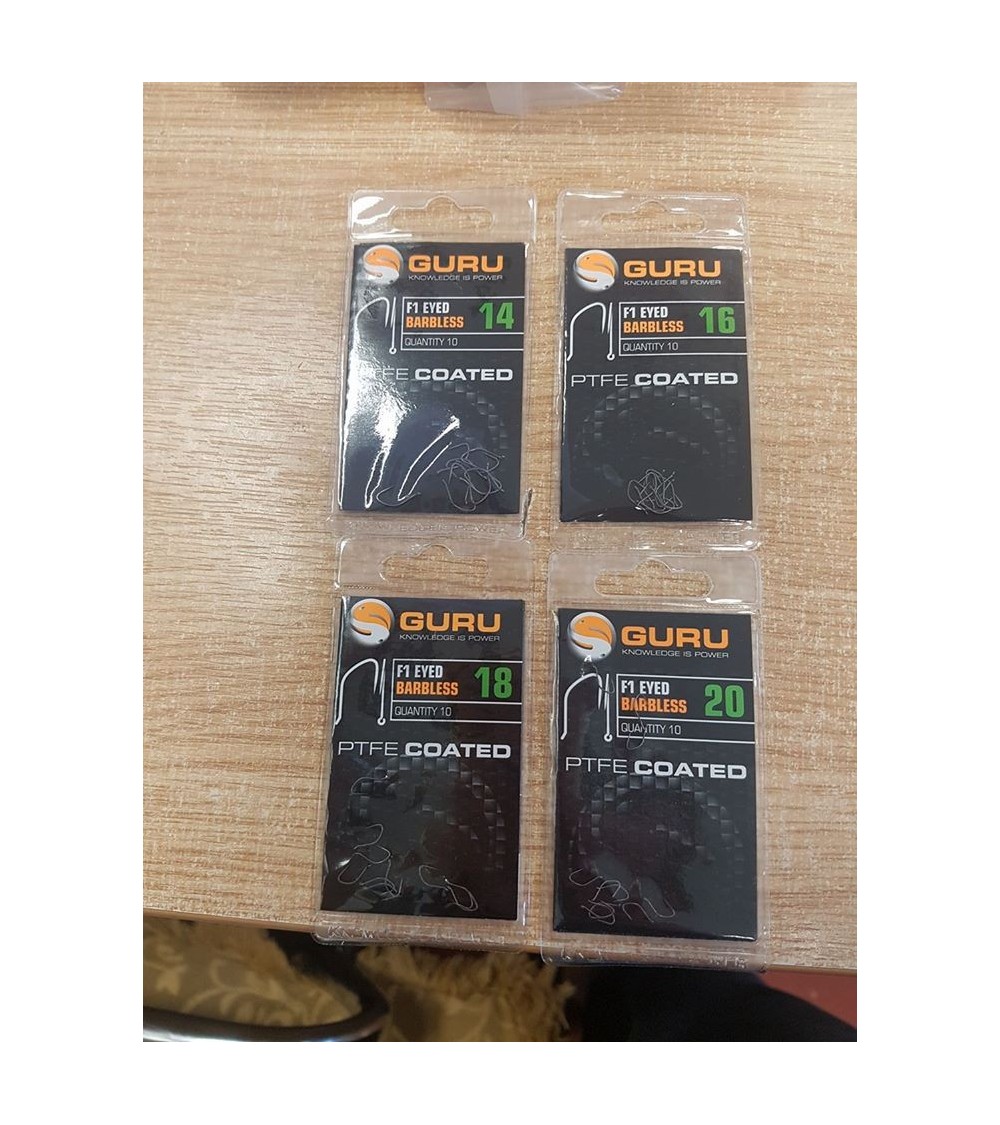 GURU
KNOWLEDGE IS POWER
F1 EYED
BARBLESS 14
QUANTITY 10
PTFE COATED
GURU
KNOWLEDGE IS POWER
F1 EYED
BARBLESS 16
QUANTITY 10
PTFE COATED
GURU
KNOWLEDGE IS POWER
F1 EYED
BARBLESS 18
QUANTITY 10
PTFE COATED
GURU
KNOWLEDGE IS POWER
F1 EYED
BARBLESS 20
QUANTITY 10
PTFE COATED